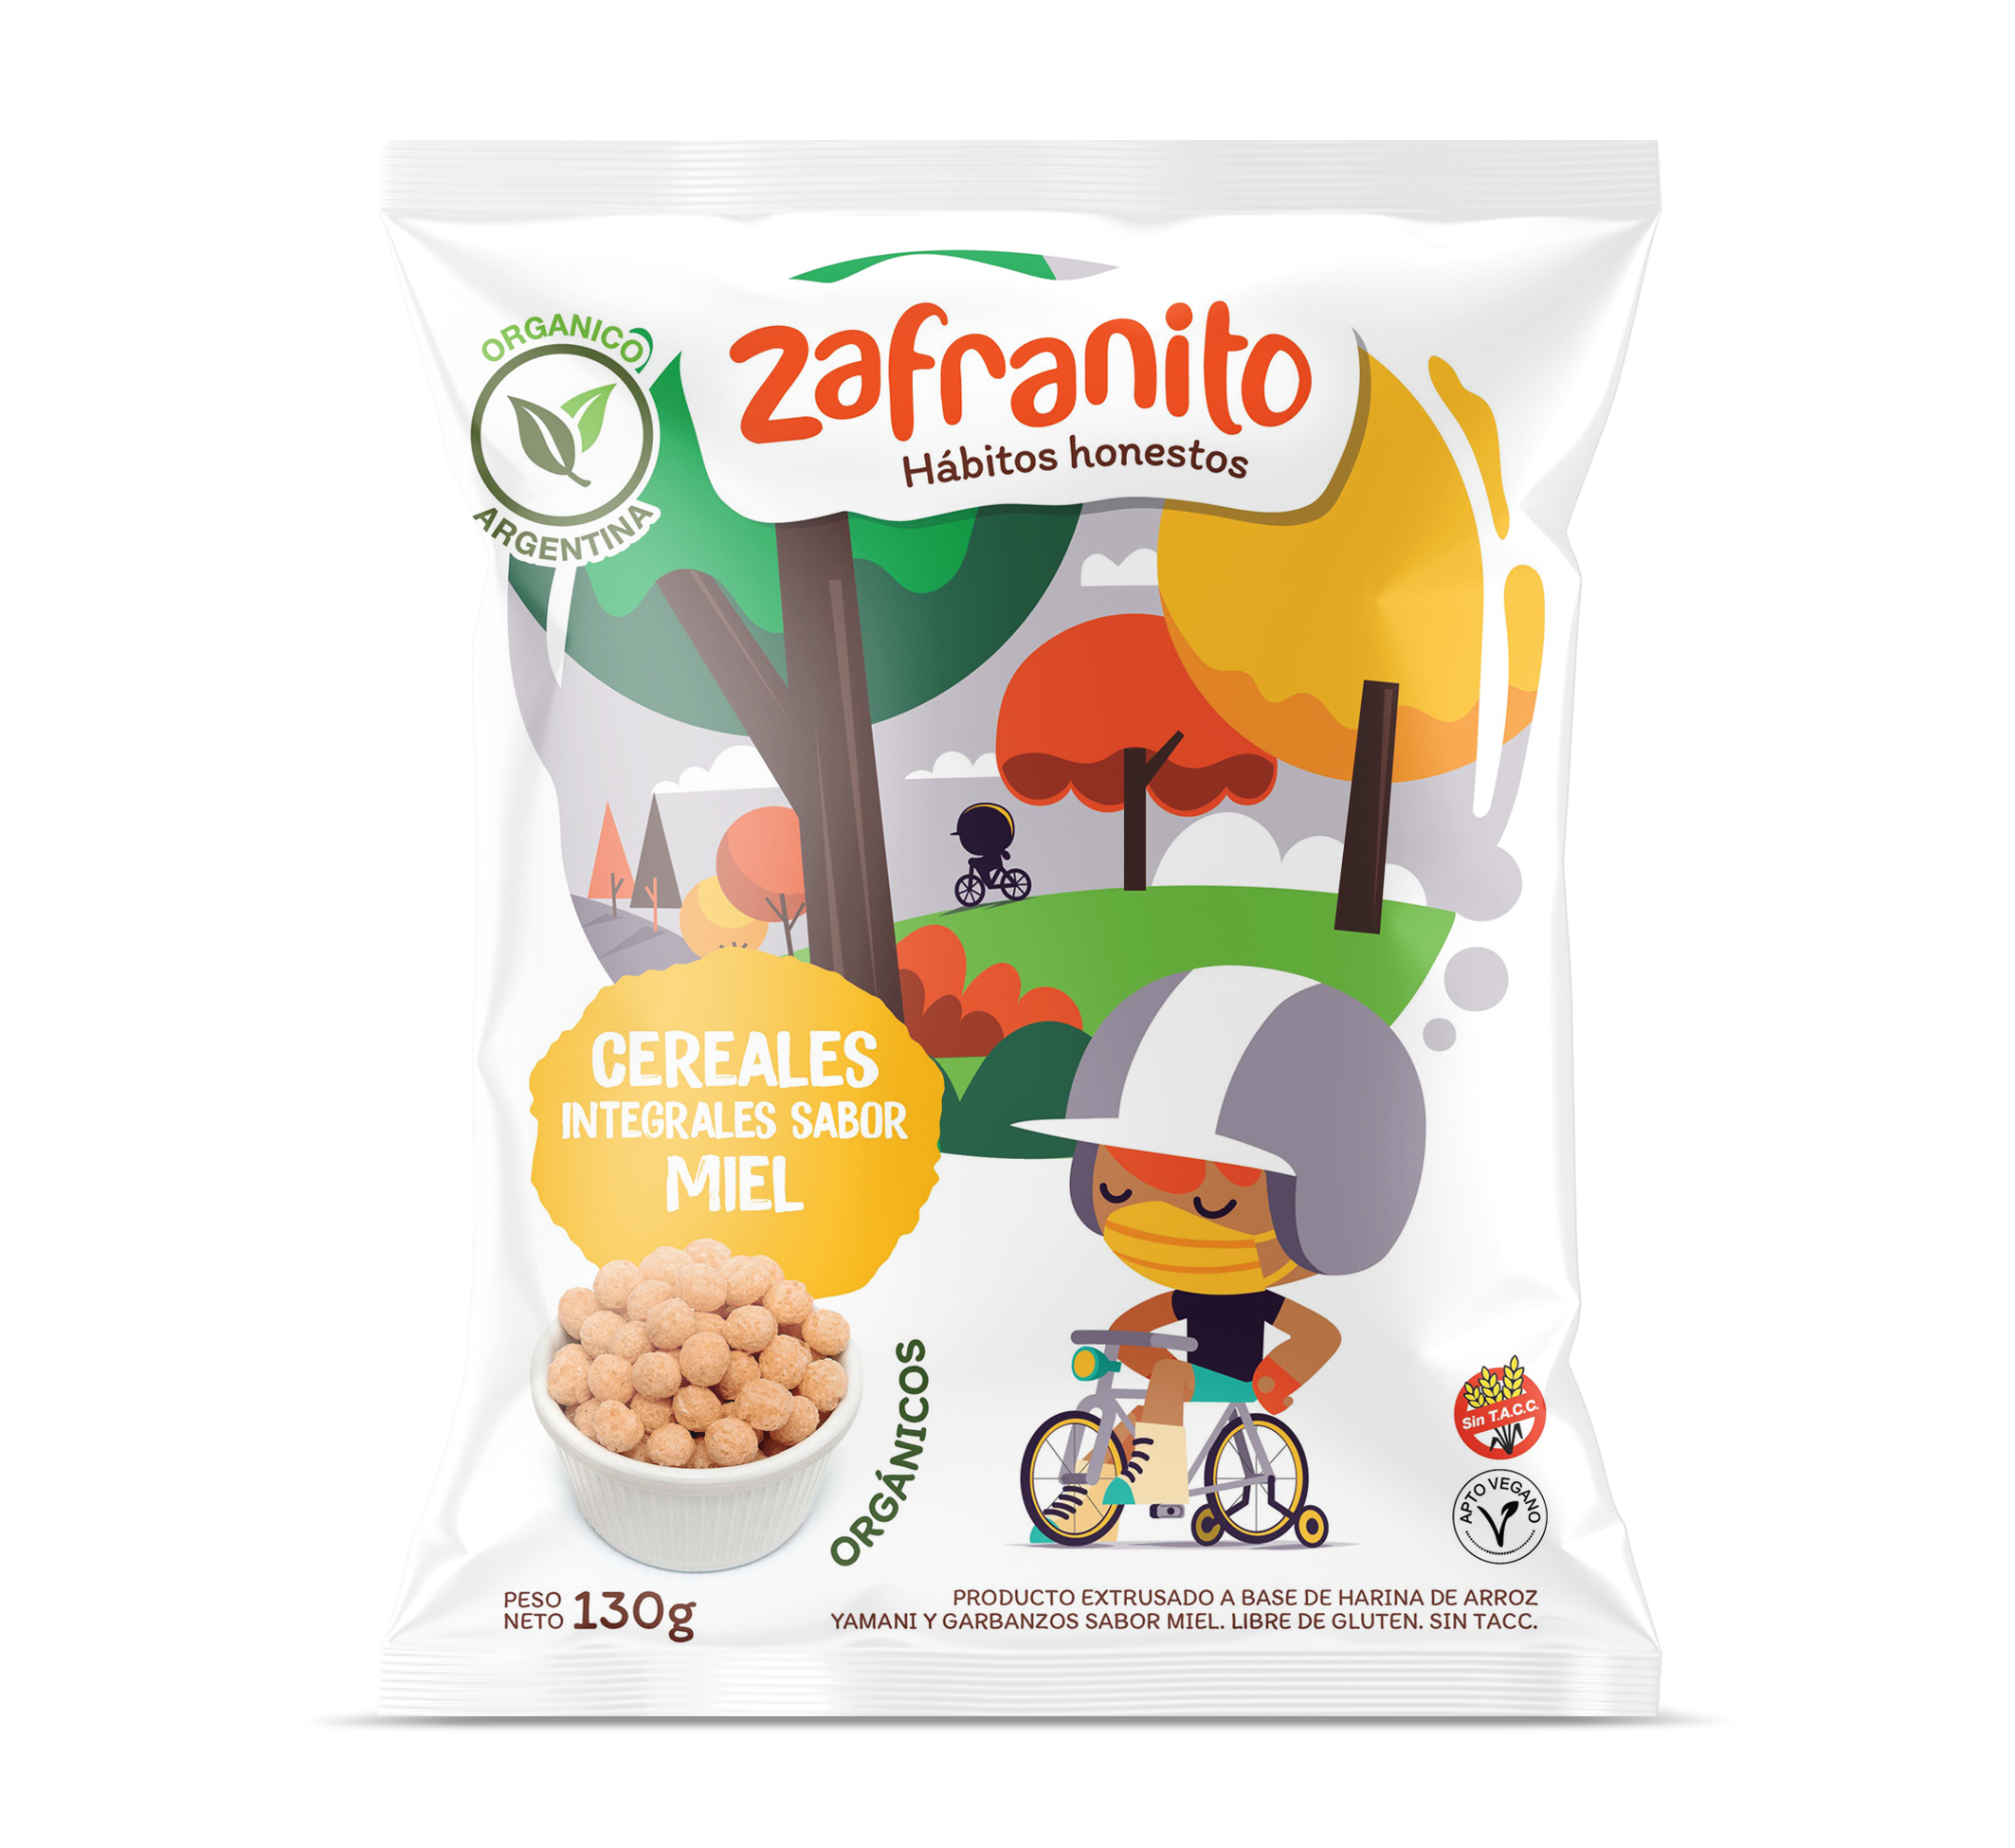 ORGANICO
ARGENTINA
zafranito
Hábitos honestos
CEREALES
INTEGRALES SABOR
MIEL
ORGÁNICOS
Sin T.A.C.C.
APTO VEGANO
V
PESO
NETO 130g
PRODUCTO EXTRUSADO A BASE DE HARINA DE ARROZ
YAMANI Y GARBANZOS SABOR MIEL. LIBRE DE GLUTEN. SIN TACC.